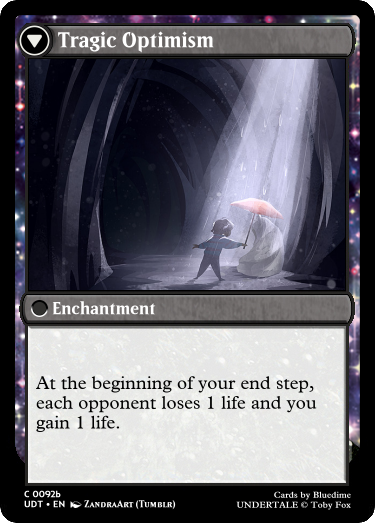 Tragic Optimism
Enchantment
At the beginning of your end step,
each opponent loses 1 life and you
gain 1 life.
C 0092b
Cards by Bluedime
UDT • EN ZandraArt (Tumblr)
UNDERTALE © Toby Fox